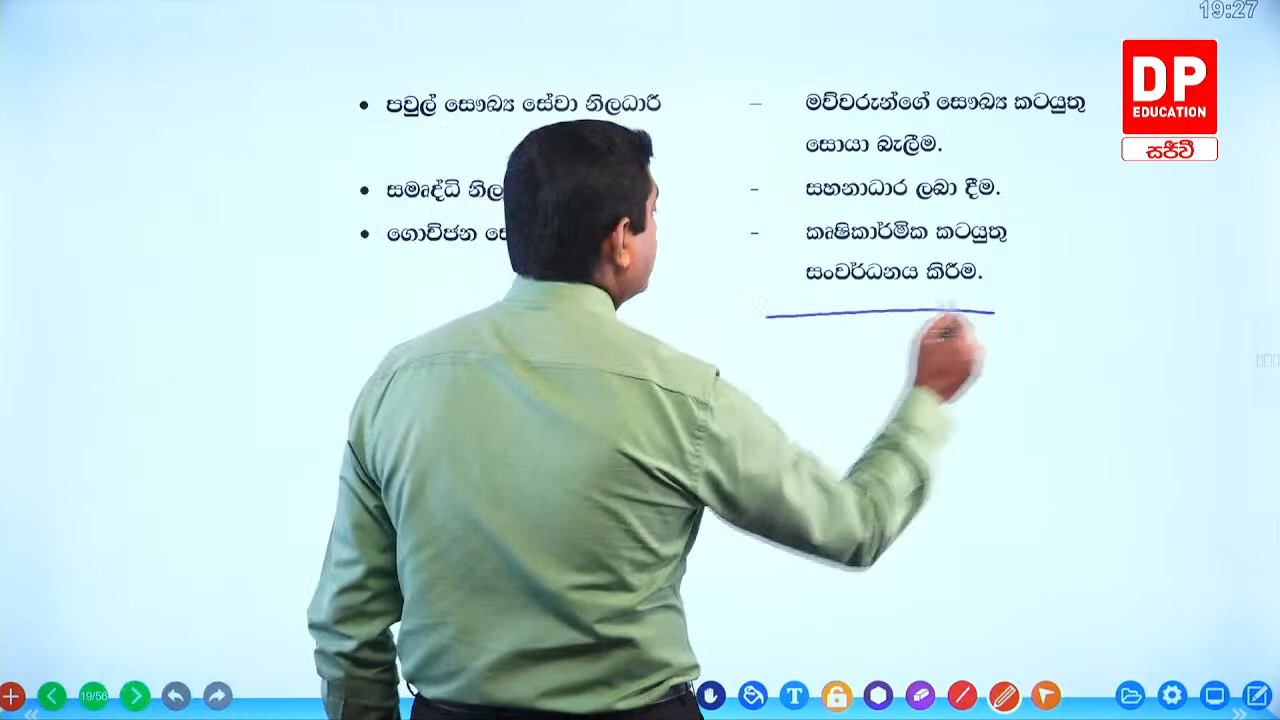 19:27
DP
EDUCATION
සජීවී
• පවුල් සෞඛ්‍ය සේවා නිලධාරී – මව්වරුන්ගේ සෞඛ්‍ය කටයුතු
සොයා බැලීම.
• සමෘද්ධි - සහනාධාර ලබා දීම.
• ගොවිජන - කෘෂිකාර්මික කටයුතු
සංවර්ධනය කිරීම.
19/56